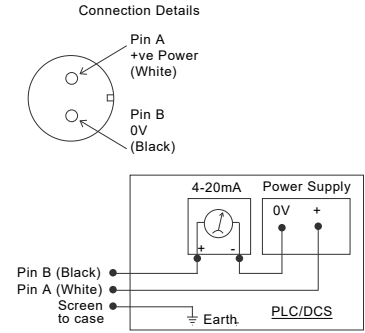 Connection Details
Pin A
+ve Power
(White)
Pin B
0V
(Black)
4-20mA
Power Supply
0V +
+ -
Pin B (Black)
Pin A (White)
Screen
to case
Earth
PLC/DCS